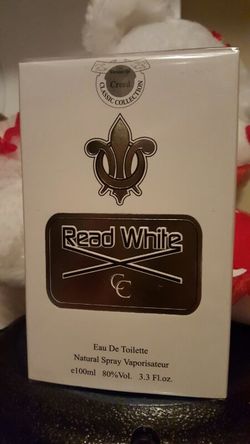 Creed
CLASSIC COLLECTION
Read White
CC
Eau De Toilette
Natural Spray Vaporisateur
e100ml 80%Vol. 3.3 Fl.oz.